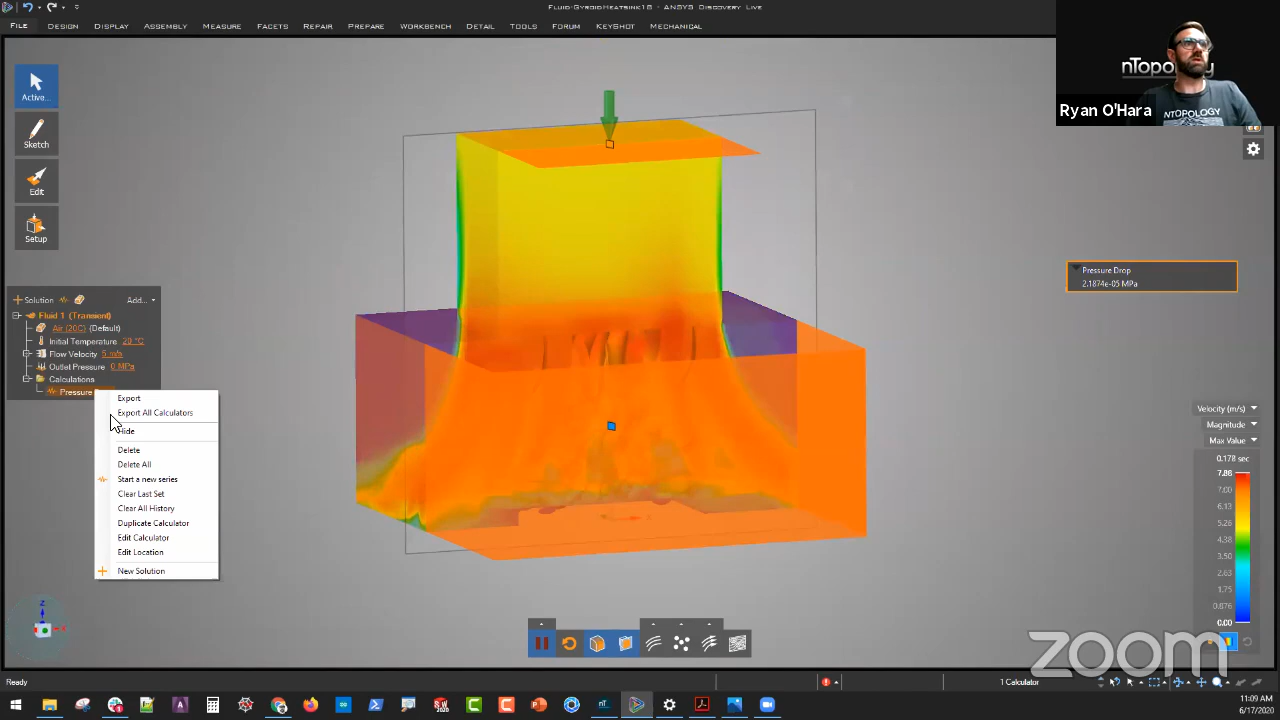 Fluid-GyroidHeatsink18 - ANSYS Discovery Live
FILE DESIGN DISPLAY ASSEMBLY MEASURE FACETS REPAIR PREPARE WORKBENCH DETAIL TOOLS FORUM KEYSHOT MECHANICAL
nTopology
NTOPOLOGY
Ryan O'Hara
Active...
Sketch
Edit
Setup
Solution Add...
Fluid 1 (Transient)
Air (20C) (Default)
Initial Temperature 20 °C
Flow Velocity 5 m/s
Outlet Pressure 0 MPa
Calculations
Pressure
Export
Export All Calculators
Hide
Delete
Delete All
Start a new series
Clear Last Set
Clear All History
Duplicate Calculator
Edit Calculator
Edit Location
New Solution
Pressure Drop
2.1874e-05 MPa
Velocity (m/s)
Magnitude
Max Value
0.178 sec
7.88
7.00
6.13
5.25
4.38
3.50
2.63
1.75
0.876
0.00
Z
X
zoom
Ready
1 Calculator
11:09 AM
6/17/2020